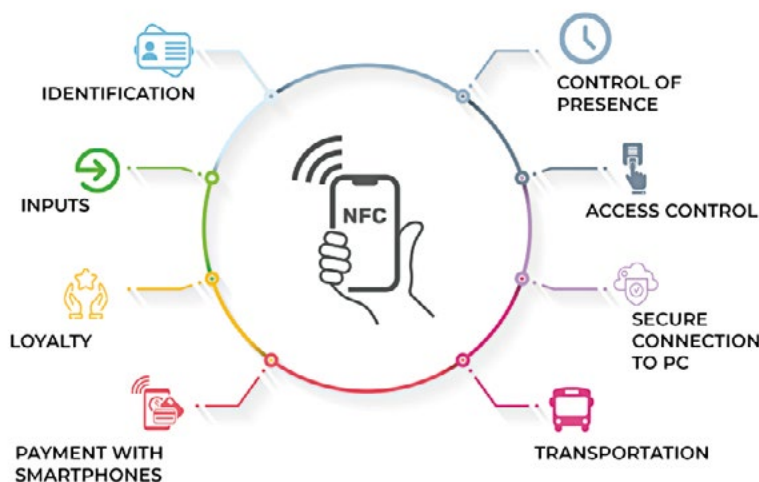 IDENTIFICATION
CONTROL OF
PRESENCE
INPUTS
NFC
ACCESS CONTROL
LOYALTY
SECURE
CONNECTION
TO PC
PAYMENT WITH
SMARTPHONES
TRANSPORTATION